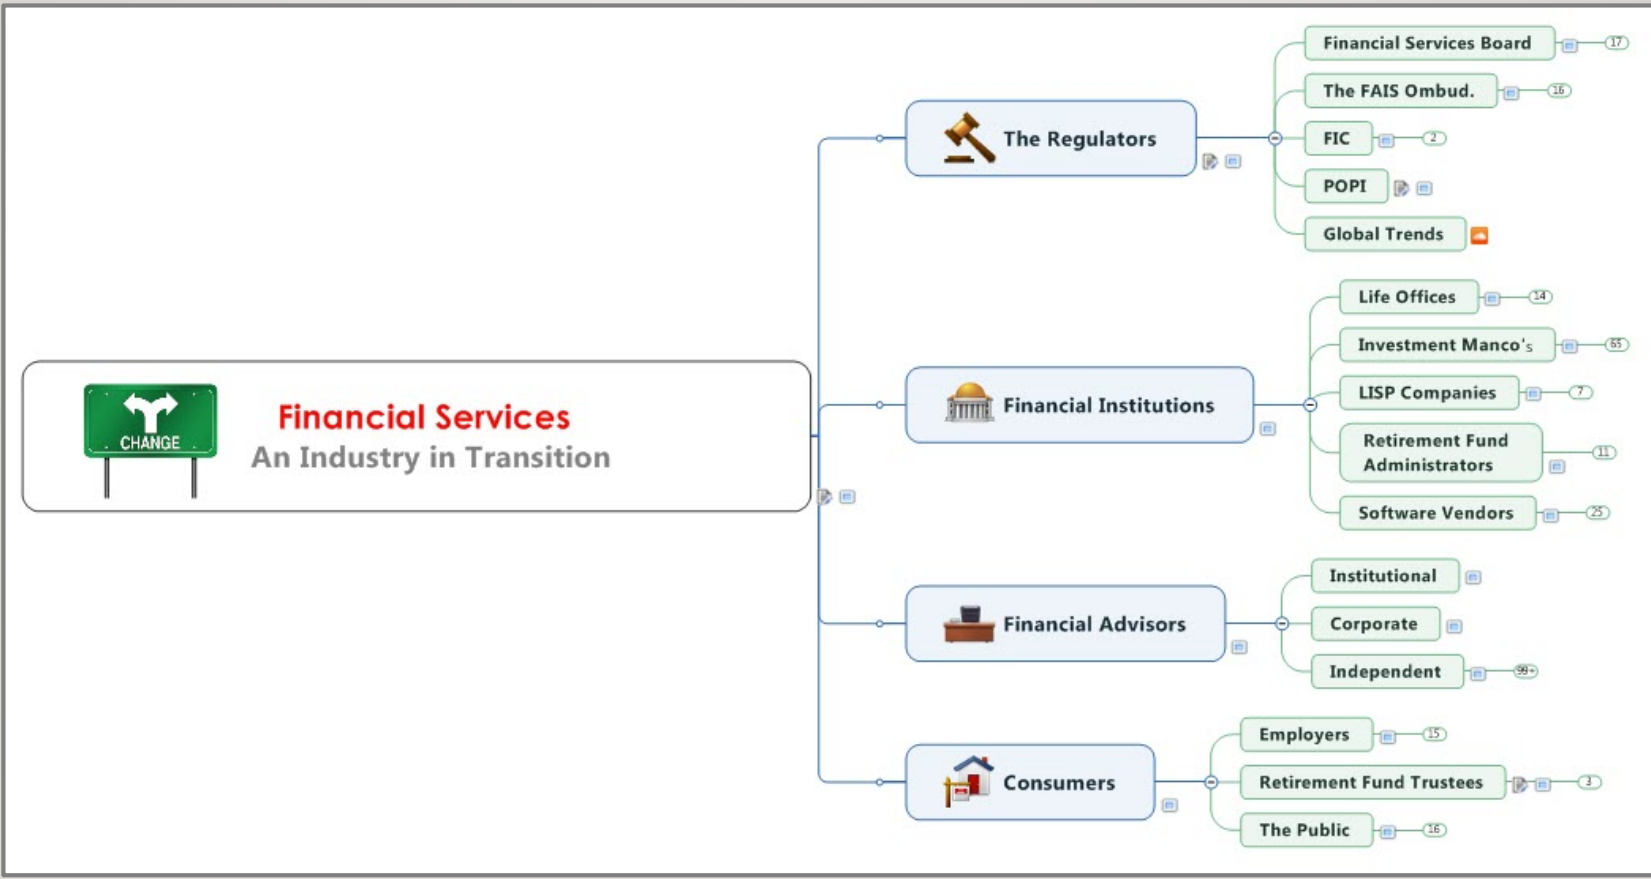 CHANGE
Financial Services
An Industry in Transition
The Regulators
Financial Services Board
17
The FAIS Ombud.
16
FIC
2
POPI
Global Trends
Financial Institutions
Life Offices
14
Investment Manco's
65
LISP Companies
7
Retirement Fund
Administrators
11
Software Vendors
25
Financial Advisors
Institutional
Corporate
Independent
99+
Consumers
Employers
15
Retirement Fund Trustees
3
The Public
16